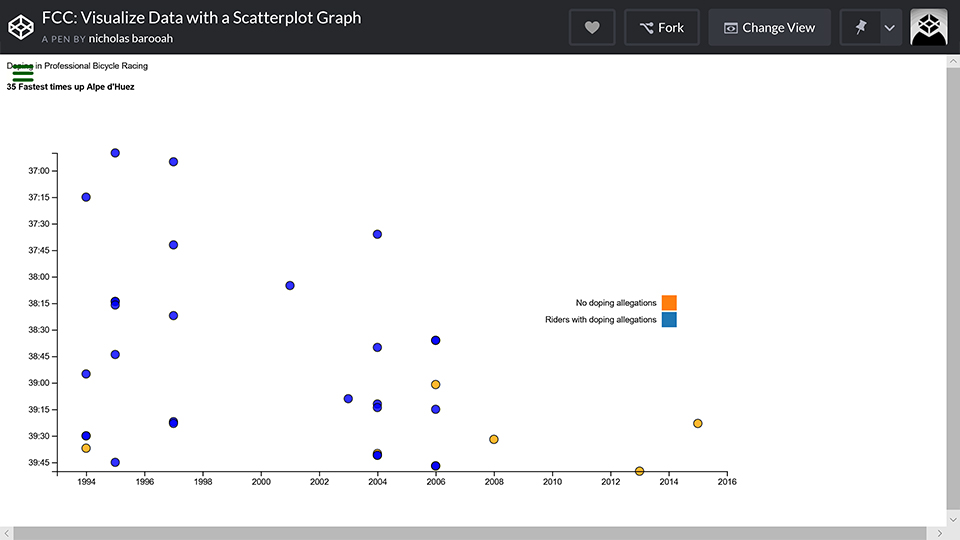 FCC: Visualize Data with a Scatterplot Graph
A PEN BY nicholas barooah
Fork
Change View
Doping in Professional Bicycle Racing
35 Fastest times up Alpe d'Huez
37:00
37:15
37:30
37:45
38:00
38:15
38:30
38:45
39:00
39:15
39:30
39:45
No doping allegations
Riders with doping allegations
1994 1996 1998 2000 2002 2004 2006 2008 2010 2012 2014 2016